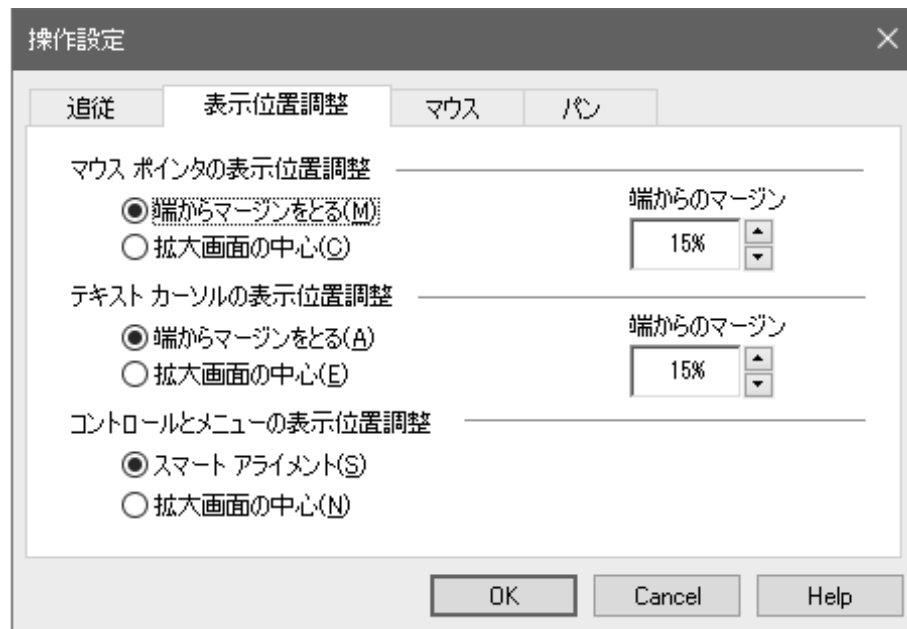 操作設定
追従 表示位置調整 マウス パン
マウス ポインタの表示位置調整
端からマージンをとる(M) 端からのマージン
拡大画面の中心(C) 15%
テキスト カーソルの表示位置調整
端からマージンをとる(A) 端からのマージン
拡大画面の中心(E) 15%
コントロールとメニューの表示位置調整
スマート アライメント(S)
拡大画面の中心(N)
OK Cancel Help